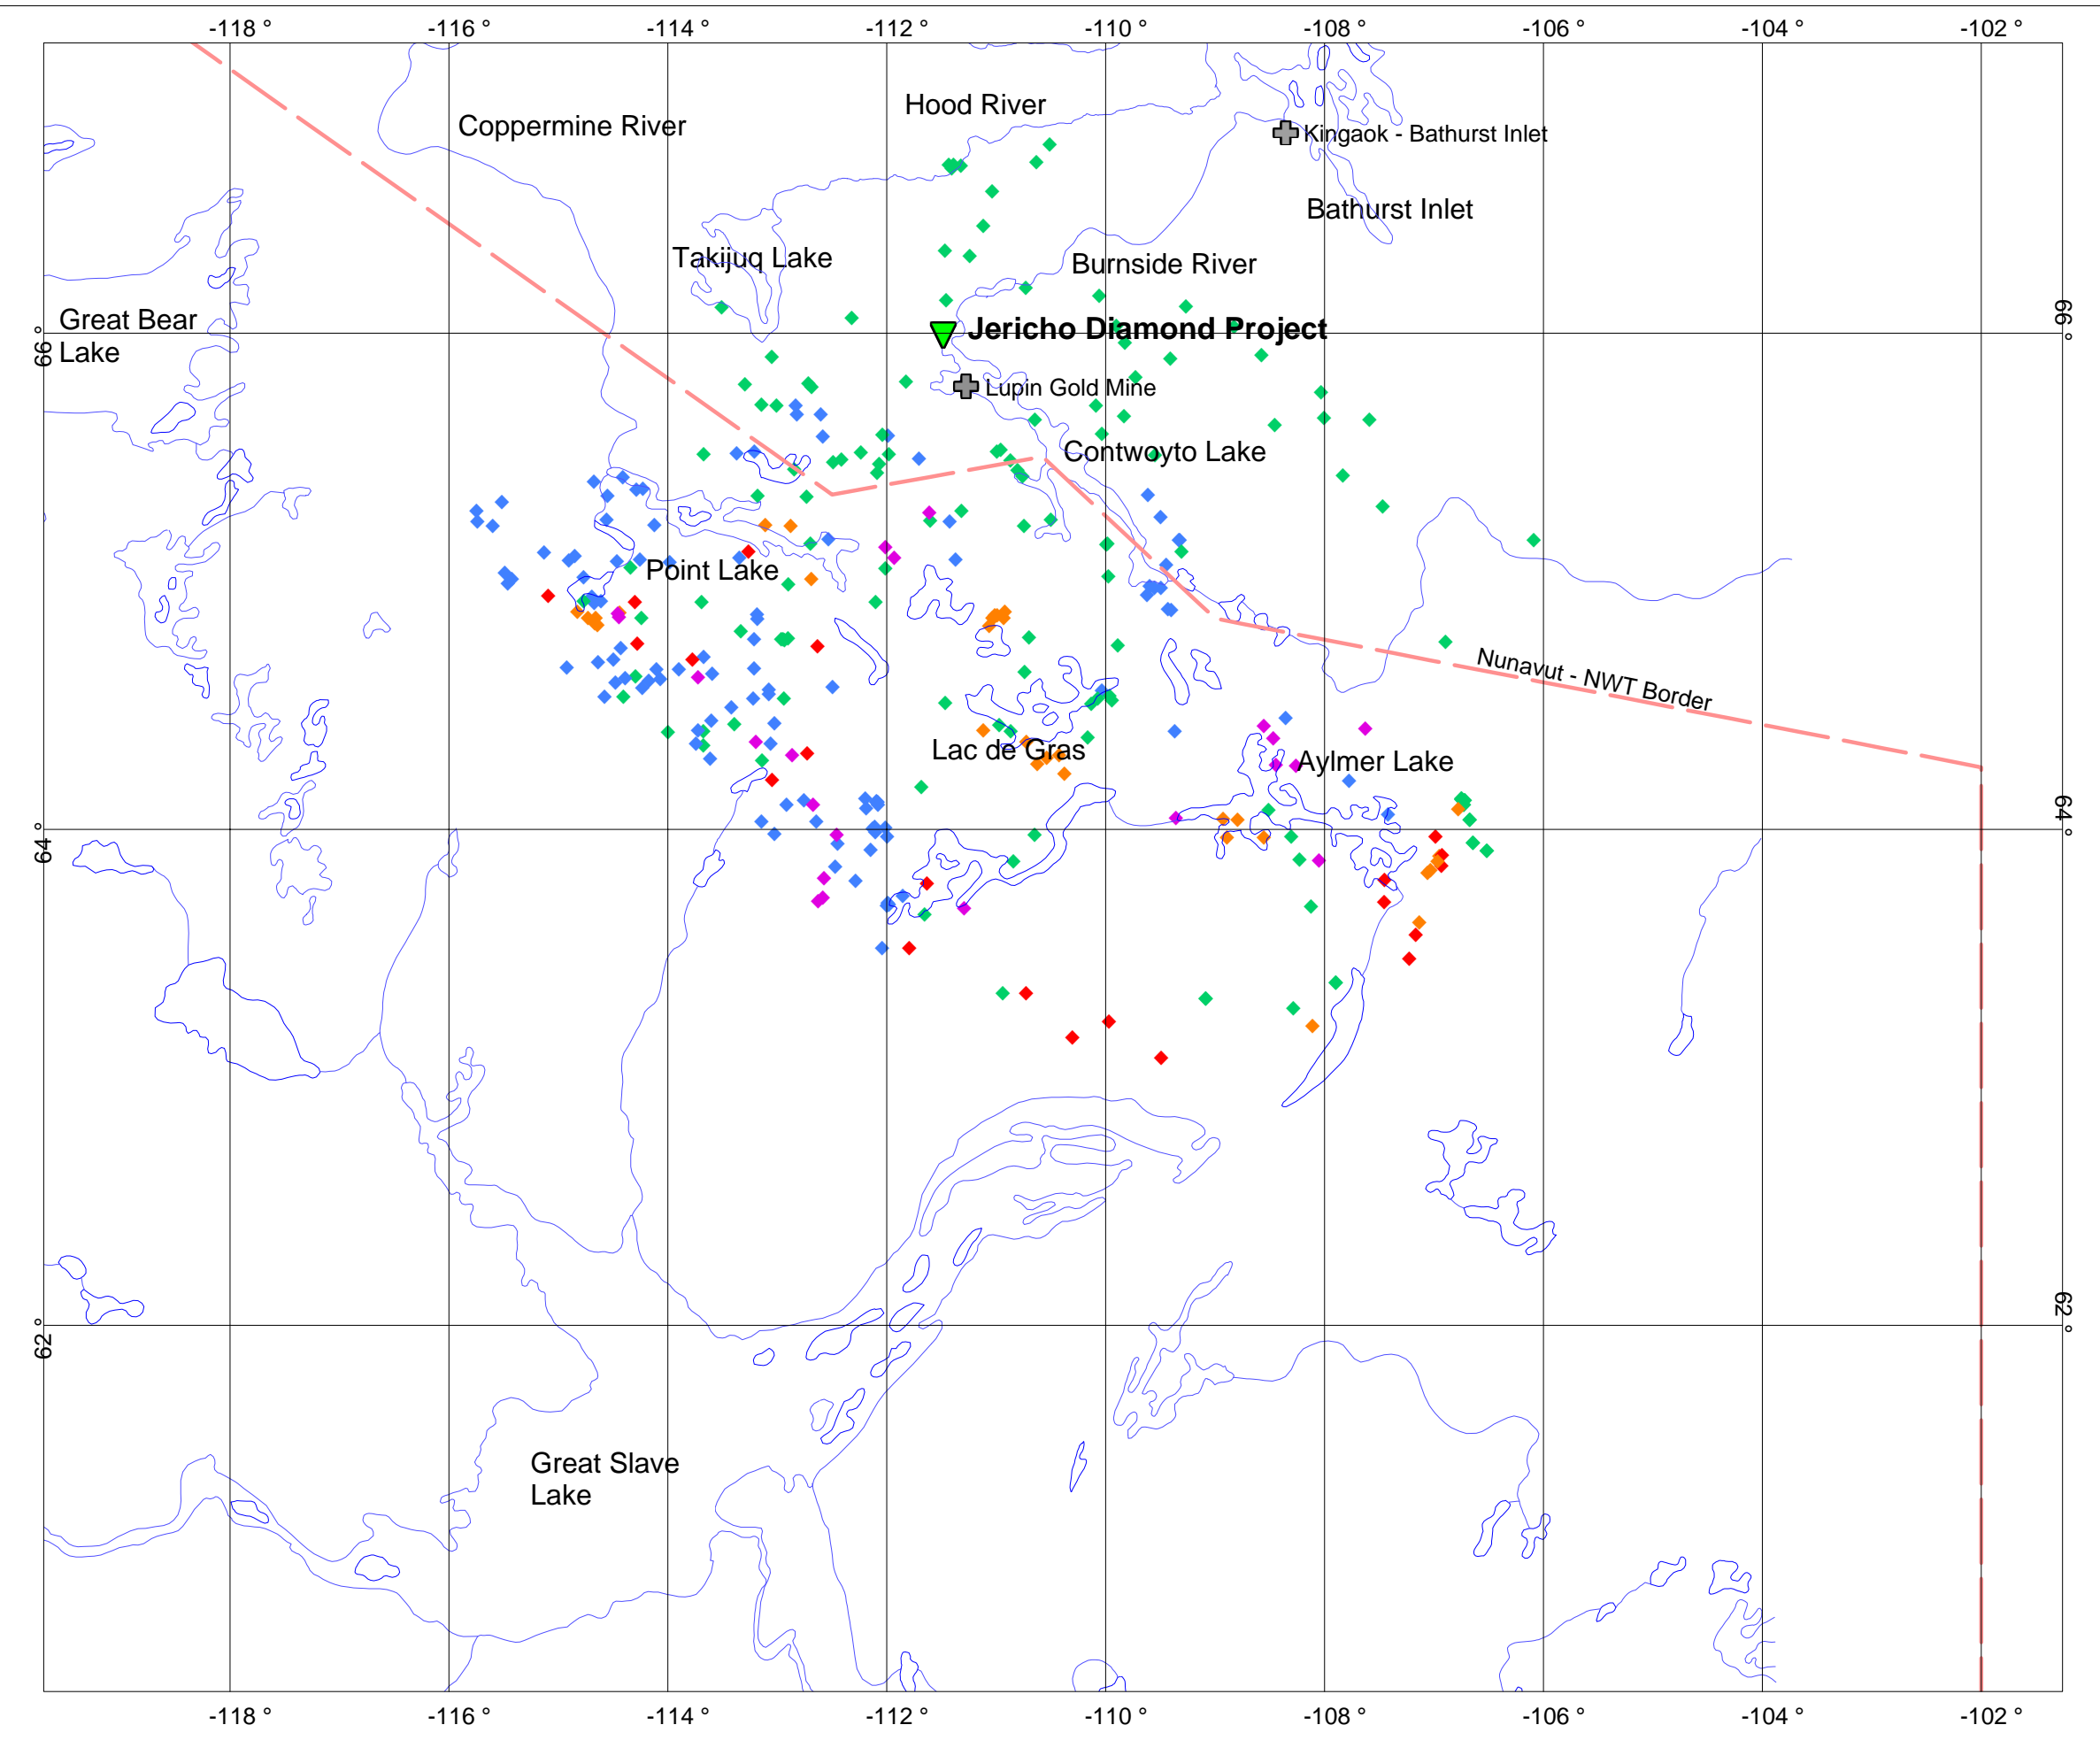 -118 °
-116 °
-114 °
-112 °
-110 °
-108 °
-106 °
-104 °
-102 °
Hood River
Coppermine River
Kingaok - Bathurst Inlet
Bathurst Inlet
Takijuq Lake
Burnside River
Great Bear
Lake
66 °
Jericho Diamond Project
66 °
Lupin Gold Mine
Contwoyto Lake
Point Lake
Nunavut - NWT Border
Lac de Gras
Aylmer Lake
64 °
64 °
62 °
62 °
Great Slave
Lake
-118 °
-116 °
-114 °
-112 °
-110 °
-108 °
-106 °
-104 °
-102 °